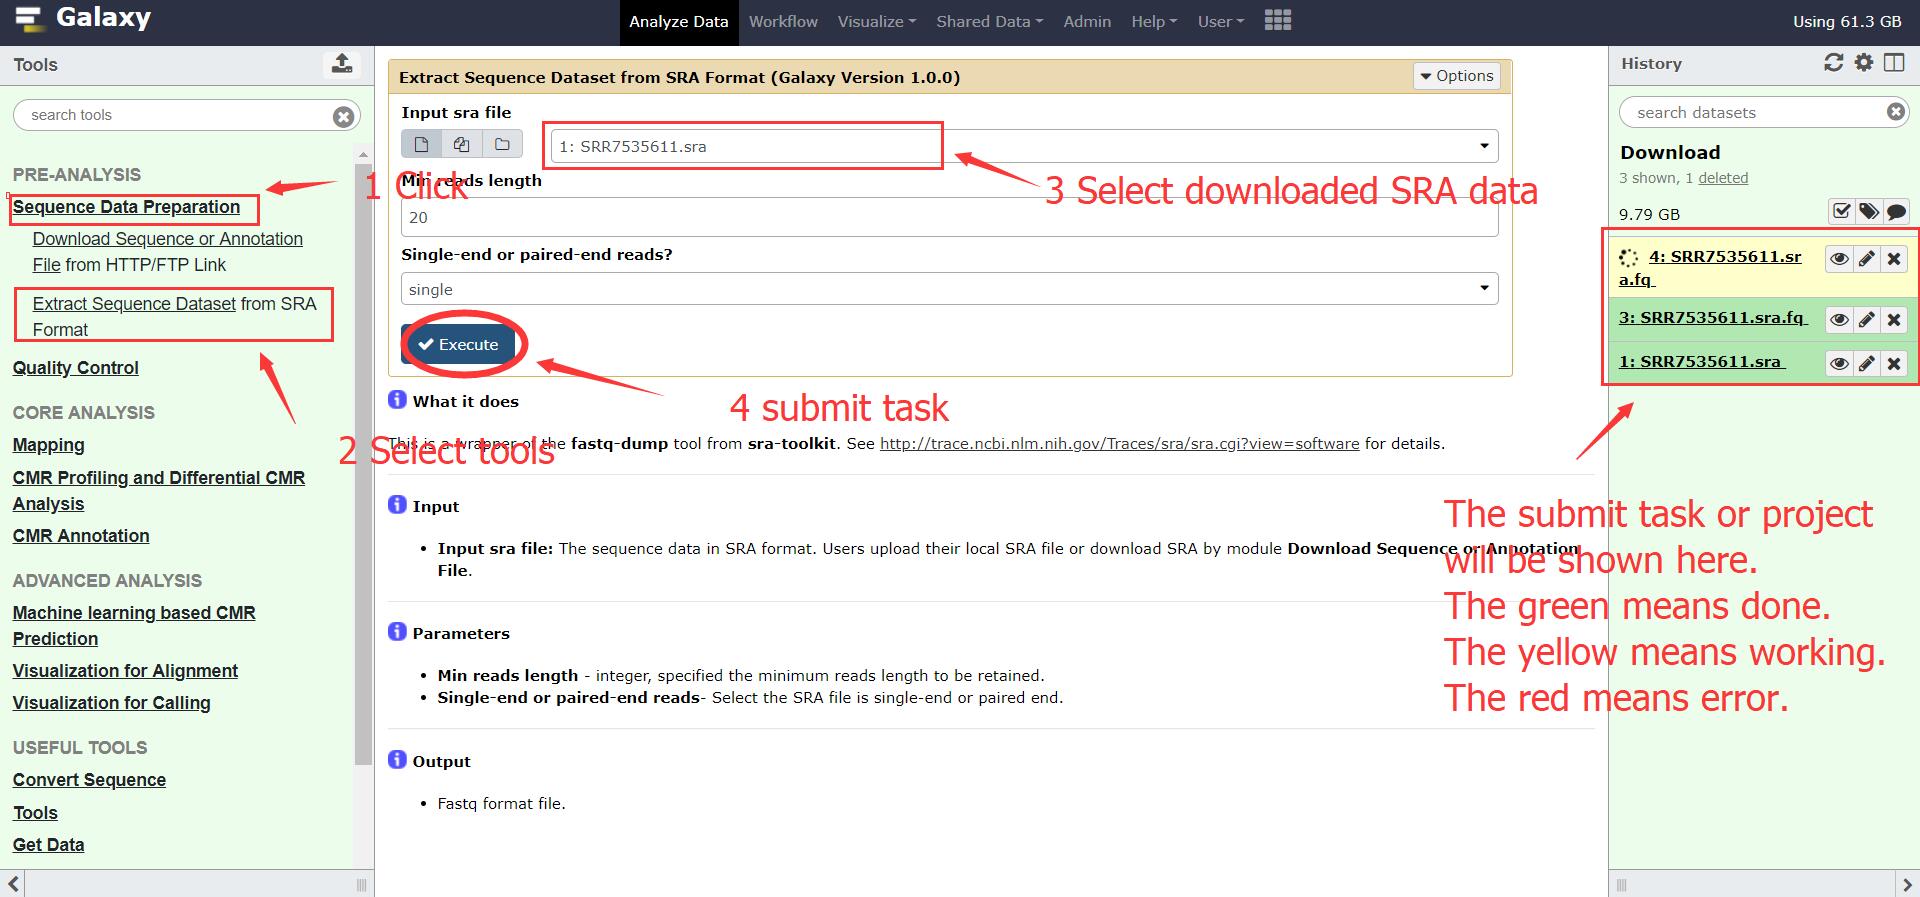 Galaxy
Analyze Data Workflow Visualize Shared Data Admin Help User
Using 61.3 GB
Tools
search tools
PRE-ANALYSIS
Sequence Data Preparation
Download Sequence or Annotation
File from HTTP/FTP Link
Extract Sequence Dataset from SRA
Format
Quality Control
CORE ANALYSIS
Mapping
CMR Profiling and Differential CMR
Analysis
CMR Annotation
ADVANCED ANALYSIS
Machine learning based CMR
Prediction
Visualization for Alignment
Visualization for Calling
USEFUL TOOLS
Convert Sequence
Tools
Get Data
1 Click
2 Select tools
Extract Sequence Dataset from SRA Format (Galaxy Version 1.0.0)
Options
Input sra file
1: SRR7535611.sra
3 Select downloaded SRA data
Min reads length
20
Single-end or paired-end reads?
single
Execute
4 submit task
What it does
This is a wrapper of the fastq-dump tool from sra-toolkit. See http://trace.ncbi.nlm.nih.gov/Traces/sra/sra.cgi?view=software for details.
Input
• Input sra file: The sequence data in SRA format. Users upload their local SRA file or download SRA by module Download Sequence or Annotation
File.
Parameters
• Min reads length - integer, specified the minimum reads length to be retained.
• Single-end or paired-end reads- Select the SRA file is single-end or paired end.
Output
• Fastq format file.
History
search datasets
Download
3 shown, 1 deleted
9.79 GB
4: SRR7535611.sr
a.fq
3: SRR7535611.sra.fq
1: SRR7535611.sra
The submit task or project
will be shown here.
The green means done.
The yellow means working.
The red means error.